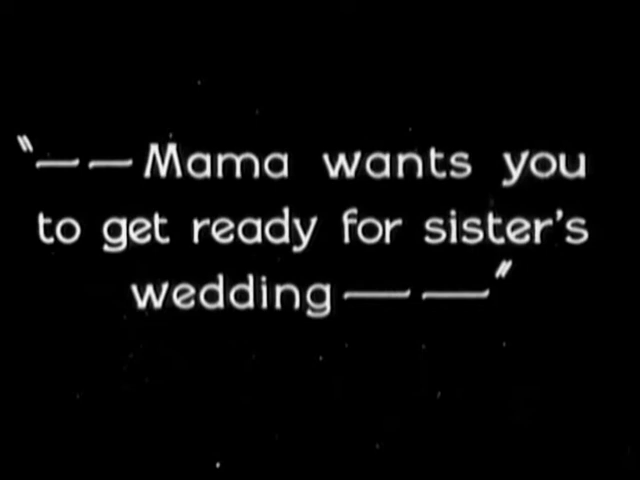 "——Mama wants you
to get ready for sister's
wedding——"